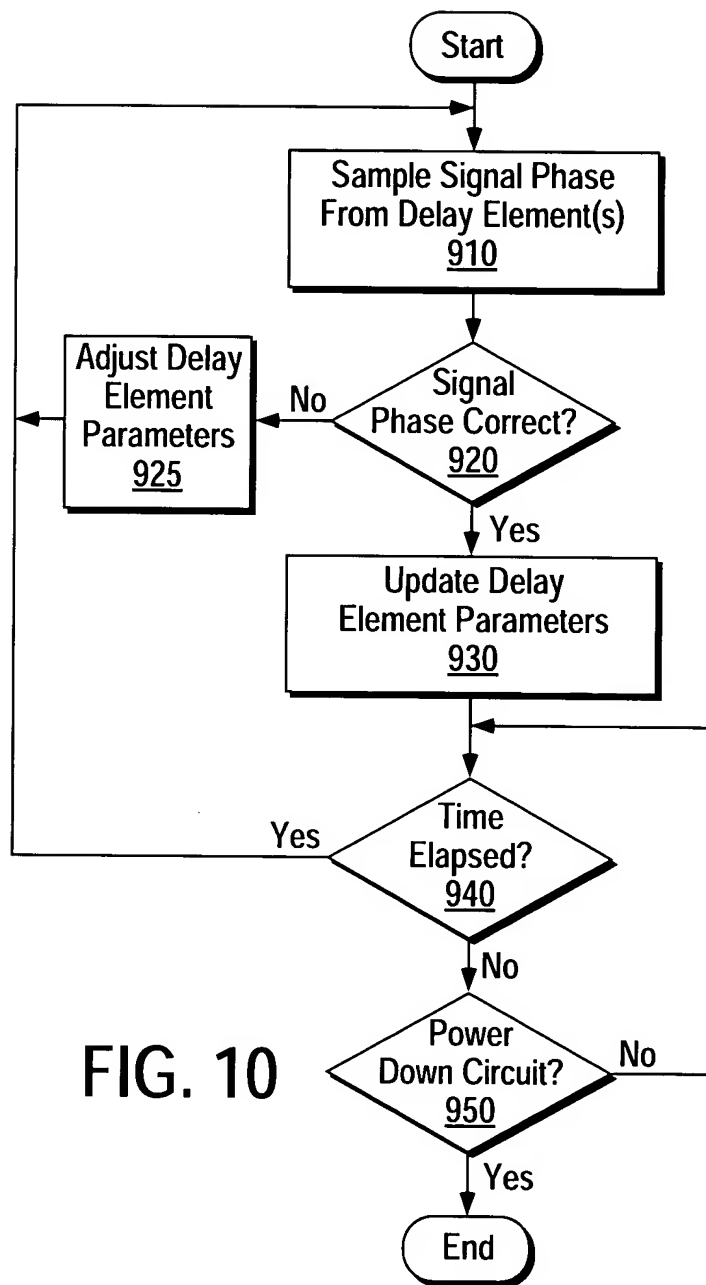 Start
Sample Signal Phase
From Delay Element(s)
910
Adjust Delay
Element
Parameters
925
No
Signal
Phase Correct?
920
Yes
Update Delay
Element Parameters
930
Yes
Time
Elapsed?
940
No
FIG. 10
Power
Down Circuit?
950
No
Yes
End